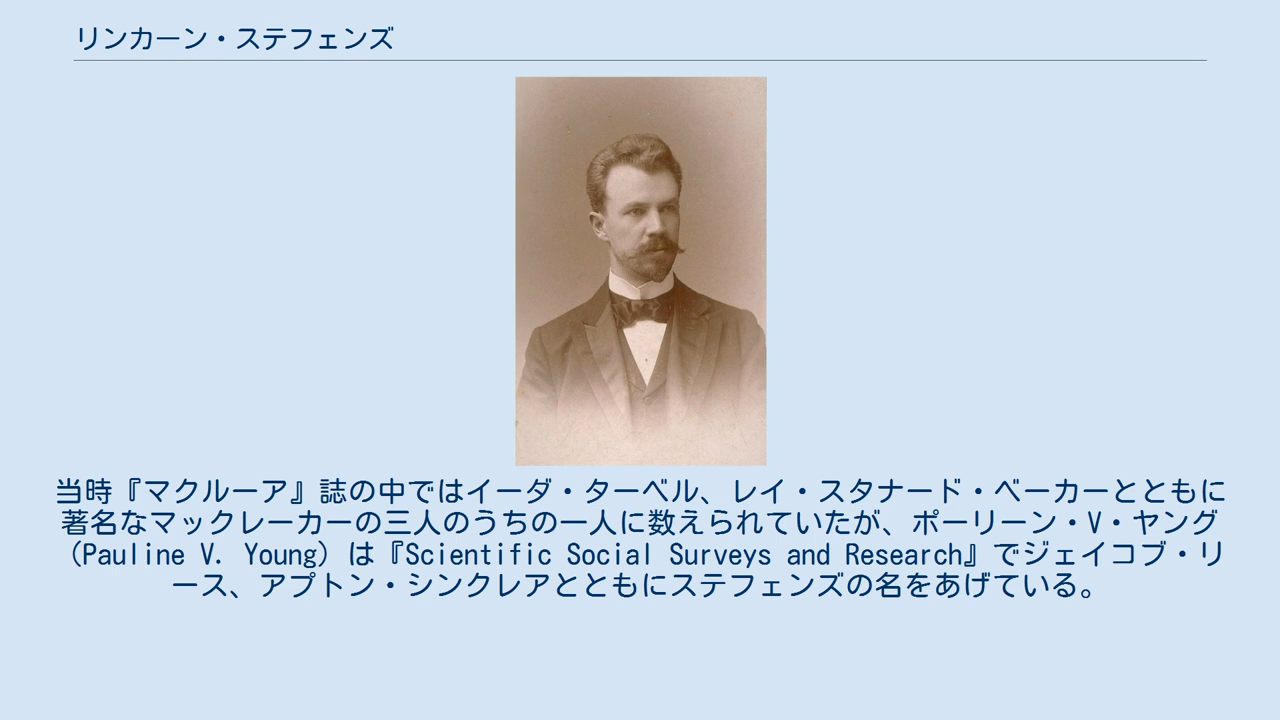 リンカーン・ステフェンズ
当時『マクルーア』誌の中ではイーダ・ターベル、レイ・スタナード・ベーカーとともに
著名なマックレーカーの三人のうちの一人に数えられていたが、ポーリーン・V・ヤング
（Pauline V. Young）は『Scientific Social Surveys and Research』でジェイコブ・リ
ース、アプトン・シンクレアとともにステフェンズの名をあげている。